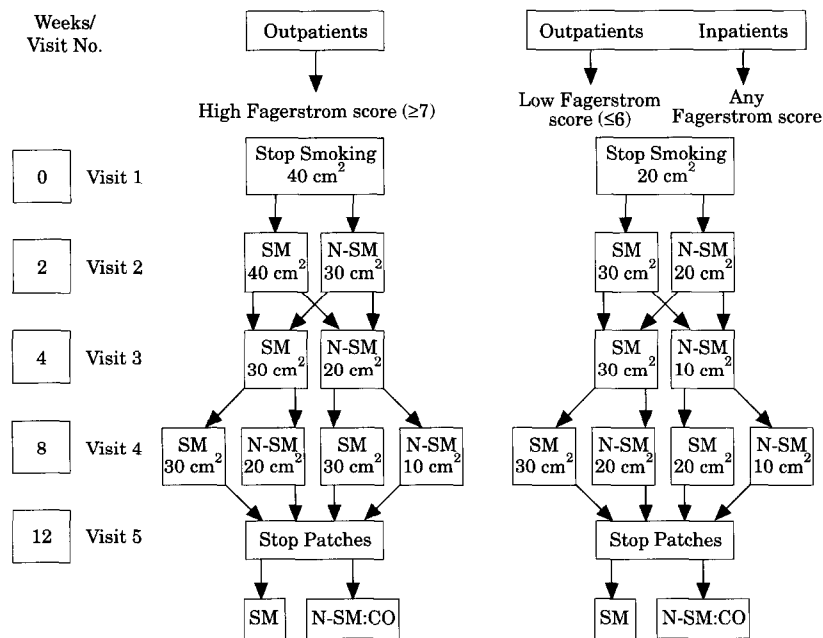 Weeks/
Visit No.
Outpatients
Outpatients Inpatients
High Fagerstrom score (≥7)
Low Fagerstrom
score (≤6)
Any
Fagerstrom score
0 Visit 1
Stop Smoking
40 cm²
Stop Smoking
20 cm²
2 Visit 2
SM
40 cm²
N-SM
30 cm²
SM
30 cm²
N-SM
20 cm²
4 Visit 3
SM
30 cm²
N-SM
20 cm²
SM
30 cm²
N-SM
10 cm²
8 Visit 4
SM
30 cm²
N-SM
20 cm²
SM
30 cm²
N-SM
10 cm²
SM
30 cm²
N-SM
20 cm²
SM
20 cm²
N-SM
10 cm²
12 Visit 5
Stop Patches
Stop Patches
SM
N-SM:CO
SM
N-SM:CO